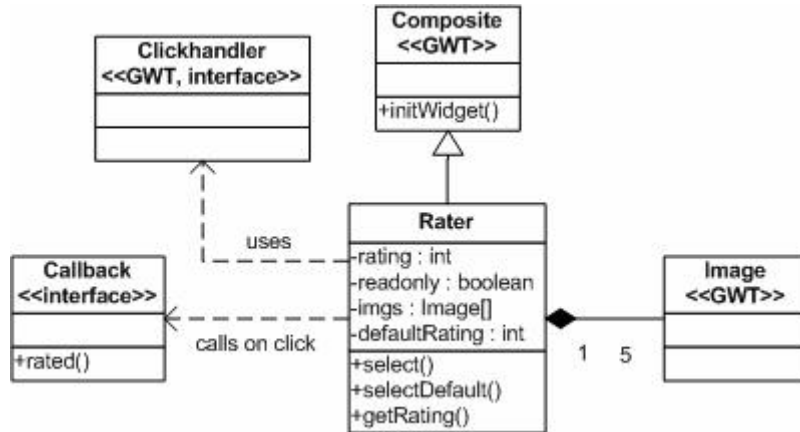 Composite
<<GWT>>
+initWidget()
Clickhandler
<<GWT, interface>>
uses
Rater
-rating : int
-readonly : boolean
-imgs : Image[]
-defaultRating : int
+select()
+selectDefault()
+getRating()
Callback
<<interface>>
+rated()
calls on click
1
5
Image
<<GWT>>